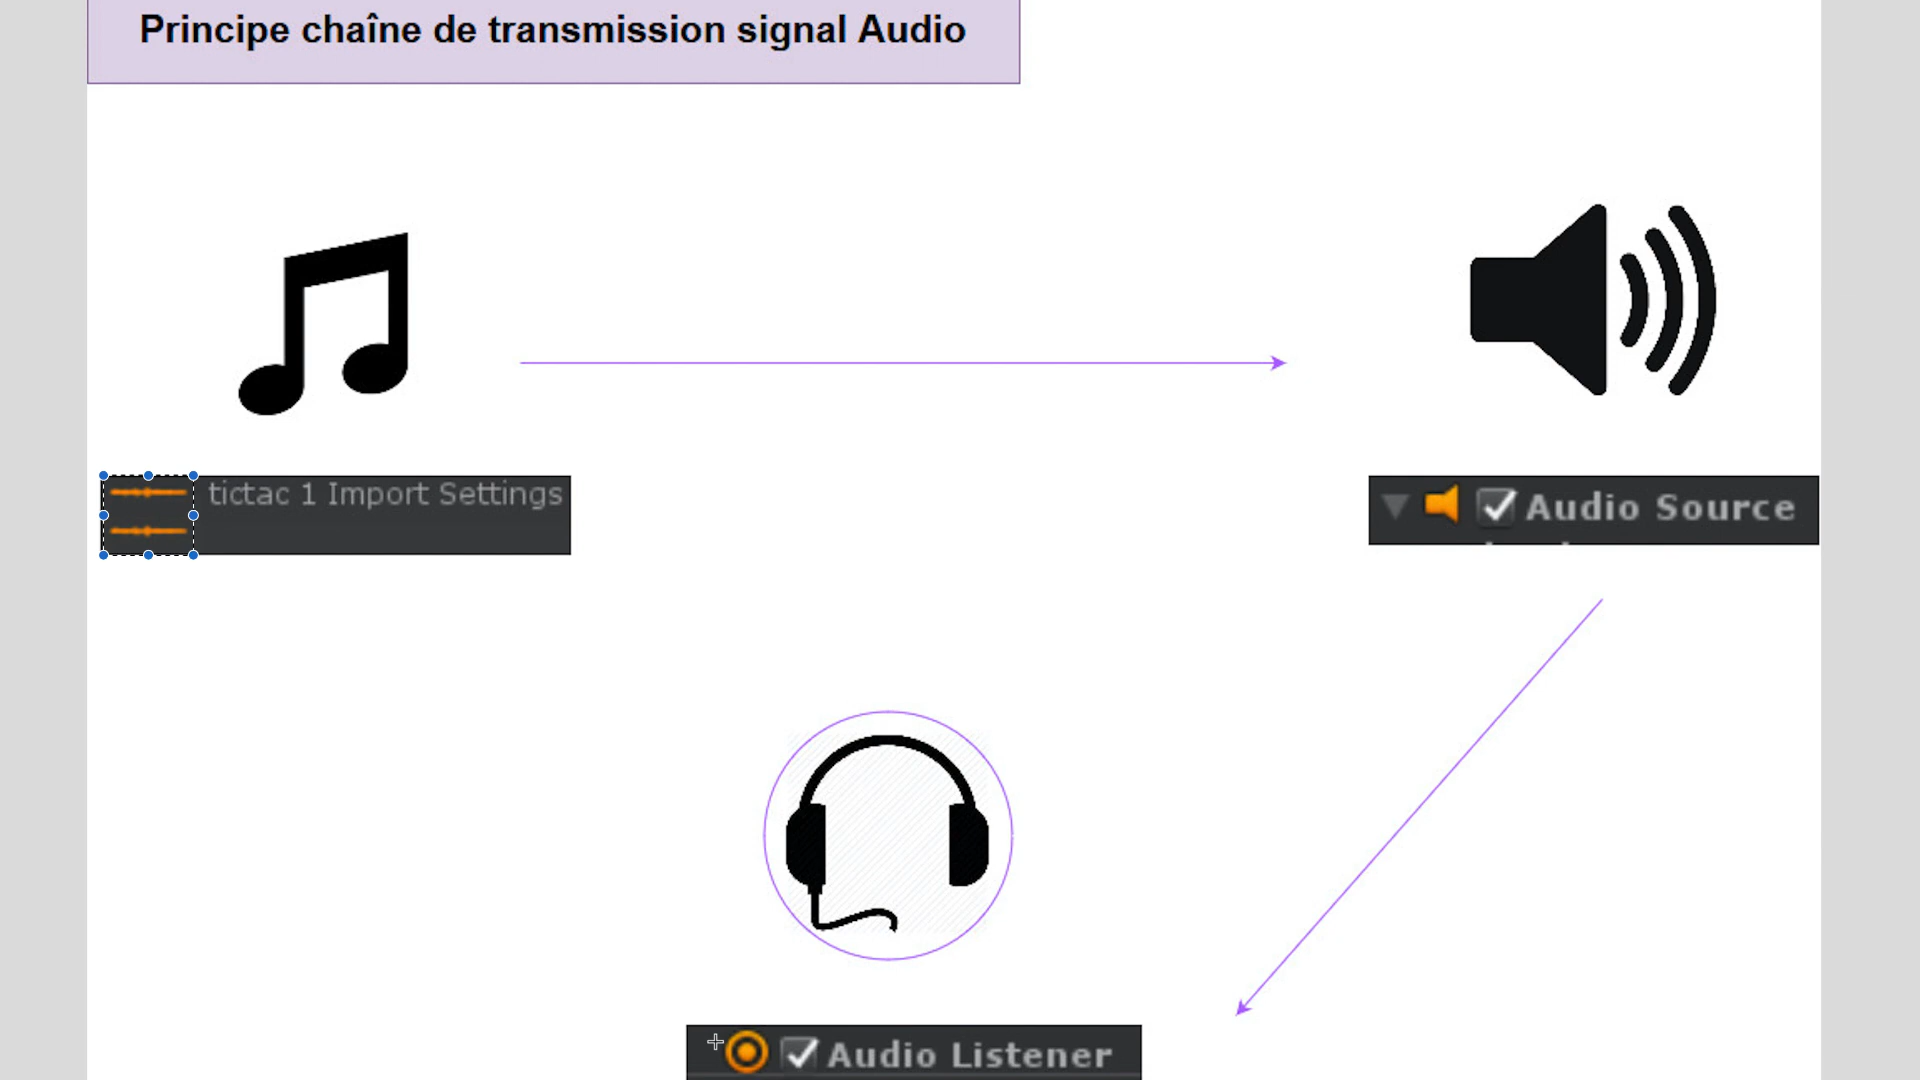 Principe chaîne de transmission signal Audio
tictac 1 Import Settings
Audio Source
Audio Listener